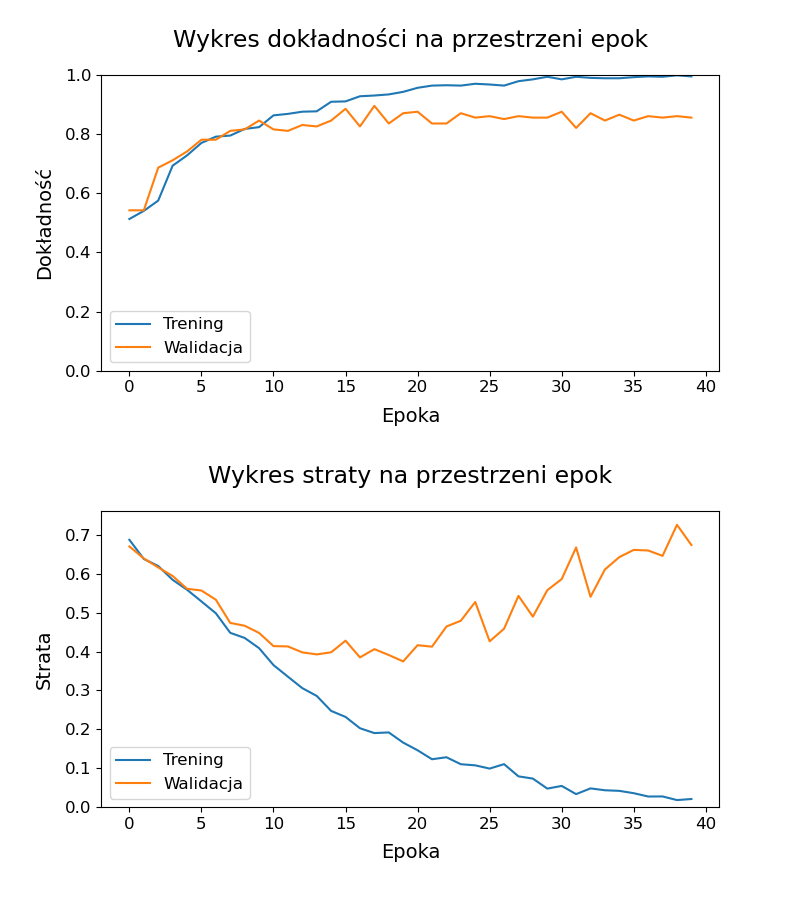 Wykres dokładności na przestrzeni epok
1.0
0.8
0.6
0.4
0.2
0.0
Dokładność
Trening
Walidacja
0 5 10 15 20 25 30 35 40
Epoka
Wykres straty na przestrzeni epok
0.7
0.6
0.5
0.4
0.3
0.2
0.1
0.0
Strata
Trening
Walidacja
0 5 10 15 20 25 30 35 40
Epoka